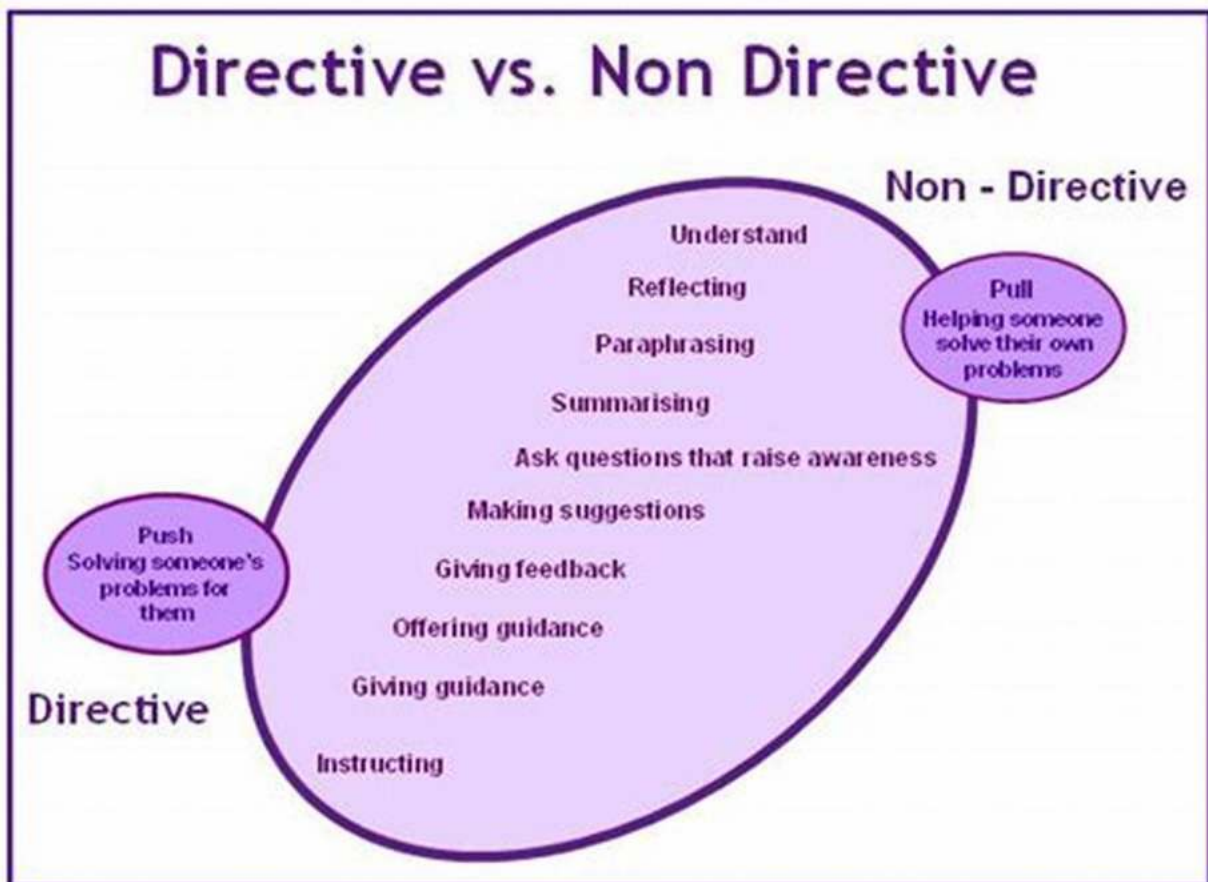 Directive vs. Non Directive
Non - Directive
Understand
Reflecting
Pull
Helping someone
solve their own
problems
Paraphrasing
Summarising
Ask questions that raise awareness
Making suggestions
Push
Solving someone's
problems for
them
Giving feedback
Offering guidance
Giving guidance
Directive
Instructing